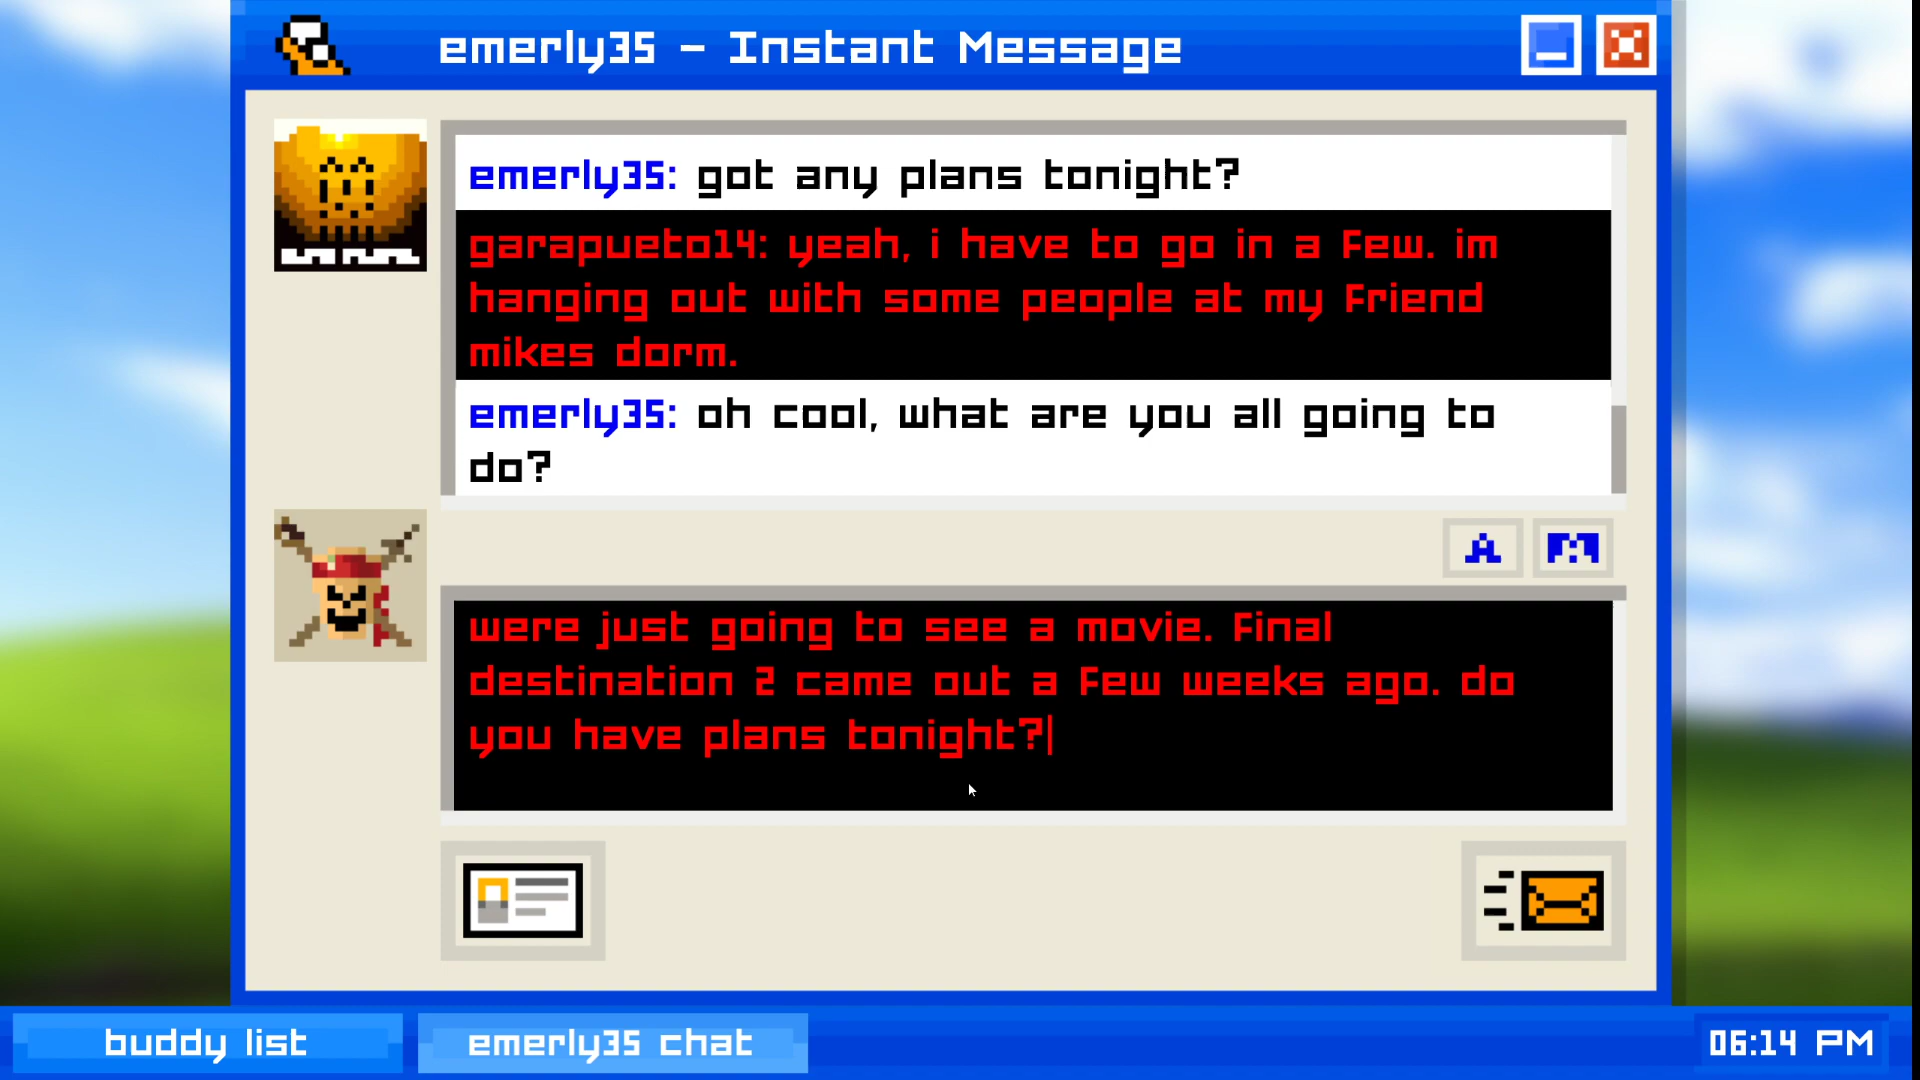 emerly35 - Instant Message
emerly35: got any plans tonight?
garapueto14: yeah, i have to go in a few. im
hanging out with some people at my friend
mikes dorm.
emerly35: oh cool, what are you all going to
do?
A
were just going to see a movie. final
destination 2 came out a few weeks ago. do
you have plans tonight?
buddy list
emerly35 chat
06:14 PM